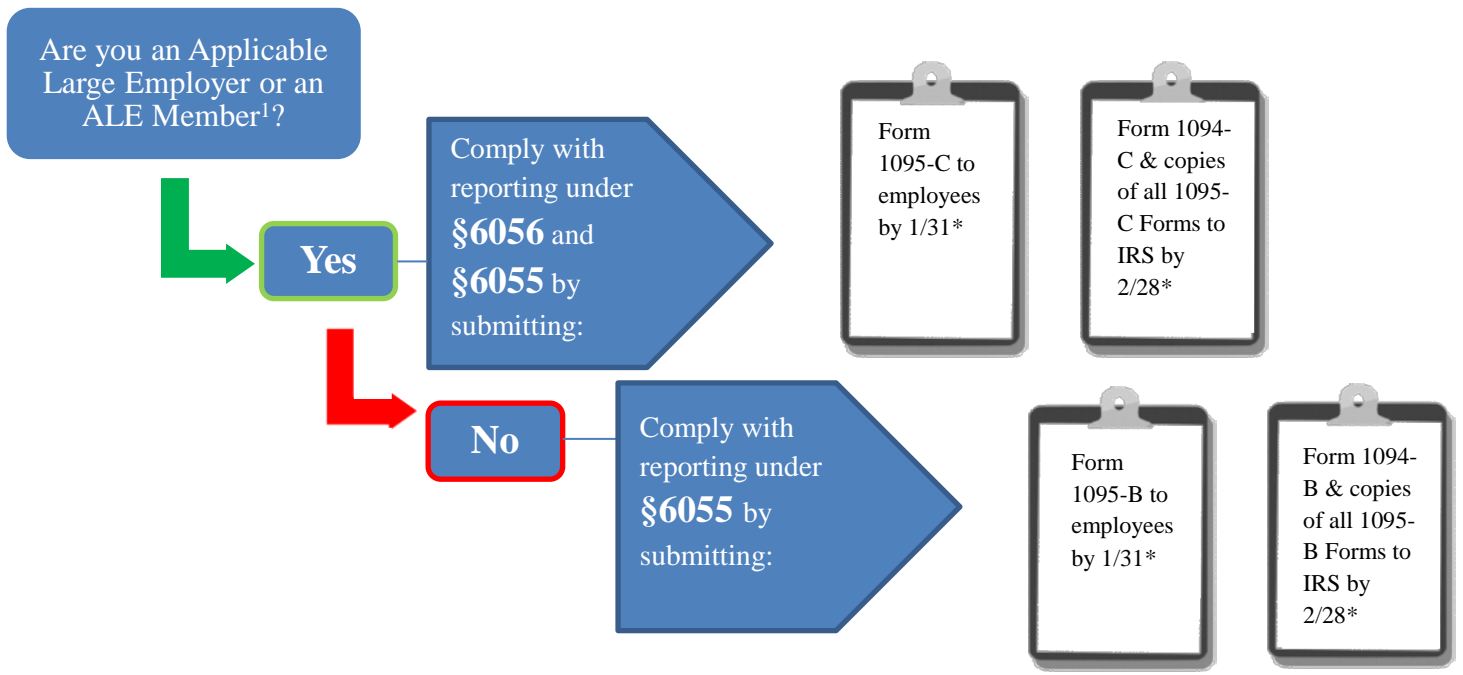 Are you an Applicable
Large Employer or an
ALE Member¹?
Yes
Comply with
reporting under
§6056 and
§6055 by
submitting:
Form
1095-C to
employees
by 1/31*
Form 1094-
C & copies
of all 1095-
C Forms to
IRS by
2/28*
No
Comply with
reporting under
§6055 by
submitting:
Form
1095-B to
employees
by 1/31*
Form 1094-
B & copies
of all 1095-
B Forms to
IRS by
2/28*